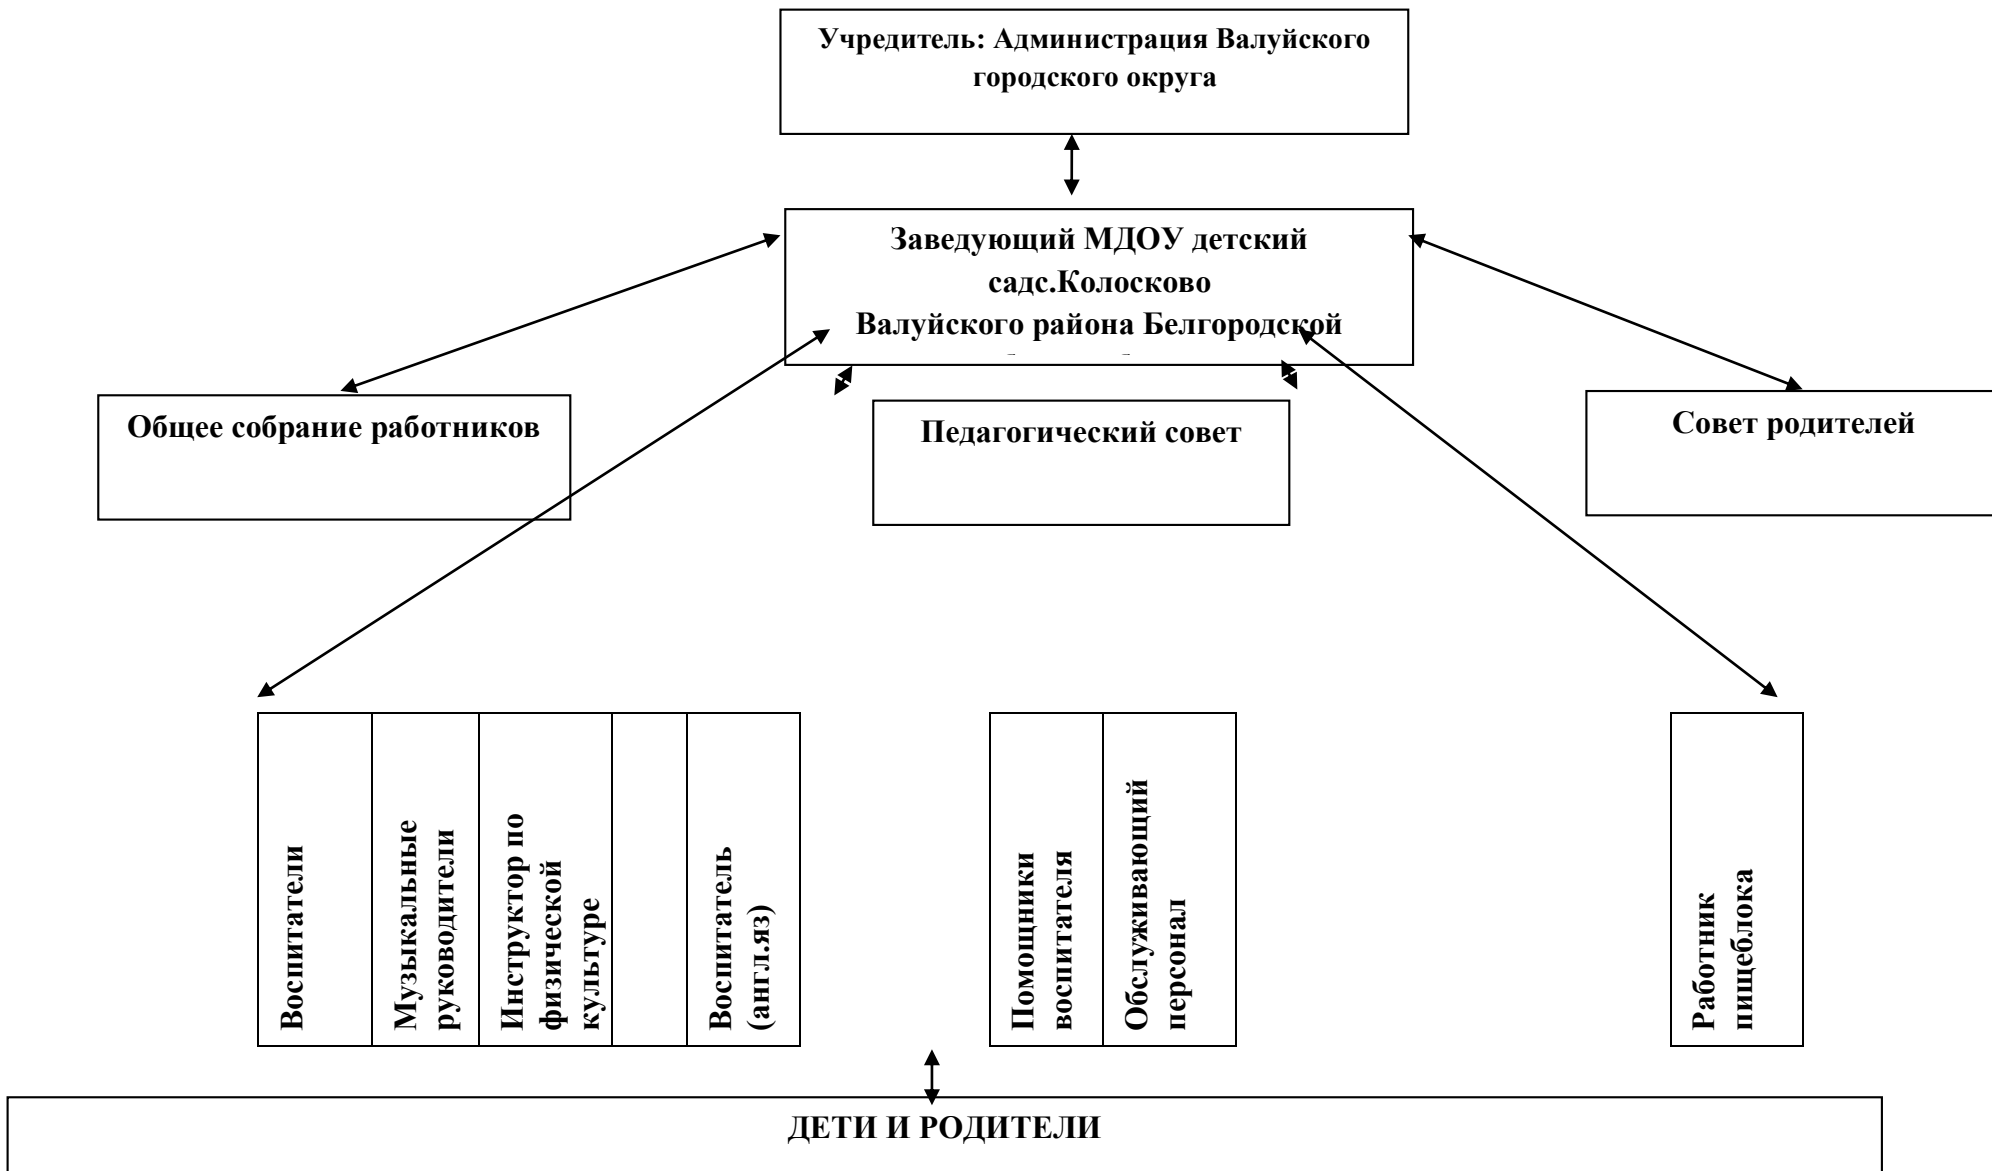 Учредитель: Администрация Валуйского
городского округа
Заведующий МДОУ детский
садс.Колосково
Валуйского района Белгородской
Общее собрание работников
Педагогический совет
Совет родителей
Воспитатели
Музыкальные
руководители
Инструктор по
физической
культуре
Воспитатель
(англ.яз)
Помощники
воспитателя
Обслуживающий
персонал
Работник
пищеблока
ДЕТИ И РОДИТЕЛИ